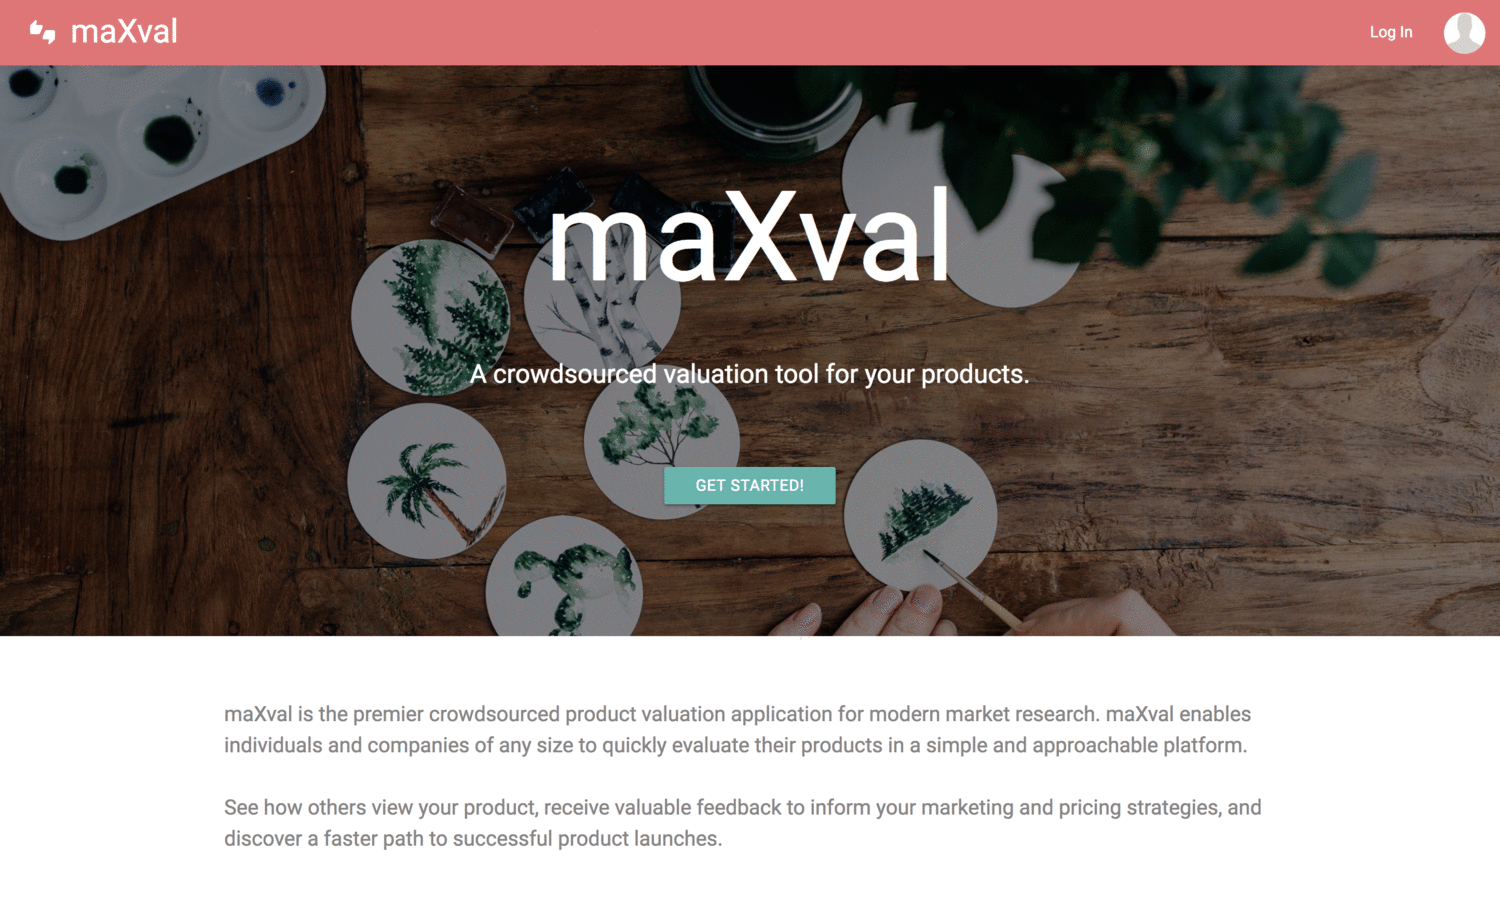 maXval
Log In
maXval
A crowdsourced valuation tool for your products.
GET STARTED!
maXval is the premier crowdsourced product valuation application for modern market research. maXval enables
individuals and companies of any size to quickly evaluate their products in a simple and approachable platform.
See how others view your product, receive valuable feedback to inform your marketing and pricing strategies, and
discover a faster path to successful product launches.